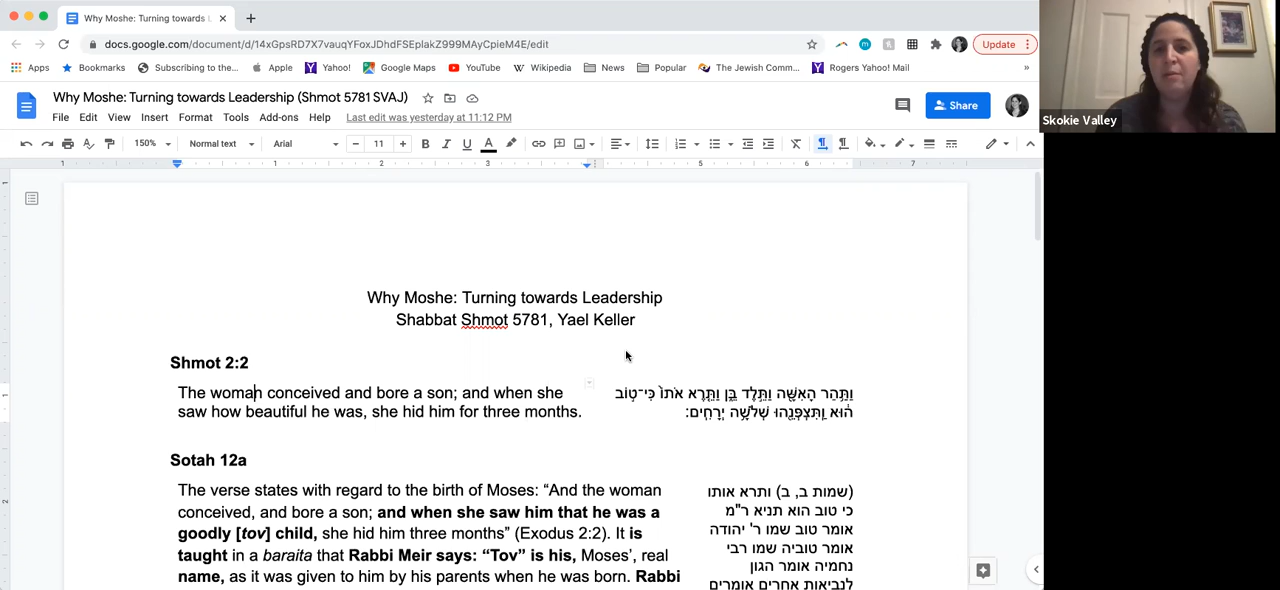 Why Moshe: Turning towards L
docs.google.com/document/d/14xGpsRD7X7vauqYFoxJDhdFSEplakZ999MAyCpieM4E/edit
Update
Apps Bookmarks Subscribing to the... Apple Yahoo! Google Maps YouTube Wikipedia News Popular The Jewish Comm... Rogers Yahoo! Mail »
Why Moshe: Turning towards Leadership (Shmot 5781 SVAJ)
Share
File Edit View Insert Format Tools Add-ons Help Last edit was yesterday at 11:12 PM
150% Normal text Arial 11 B I U A
1 1 2 3 5 6 7
Skokie Valley
Why Moshe: Turning towards Leadership
Shabbat Shmot 5781, Yael Keller
Shmot 2:2
The woman conceived and bore a son; and when she
saw how beautiful he was, she hid him for three months.
וַתַּ֥הַר הָאִשָּׁ֖ה וַתֵּ֣לֶד בֵּ֑ן וַתֵּ֤רֶא אֹתוֹ֙ כִּי־ט֣וֹב
ה֔וּא וַֽתִּצְפְּנֵ֖הוּ שְׁלֹשָׁ֥ה יְרָחִֽים׃
Sotah 12a
The verse states with regard to the birth of Moses: “And the woman
conceived, and bore a son; and when she saw him that he was a
goodly [tov] child, she hid him three months” (Exodus 2:2). It is
taught in a baraita that Rabbi Meir says: “Tov” is his, Moses’, real
name, as it was given to him by his parents when he was born. Rabbi
(שמות ב, ב) ותרא אותו
כי טוב הוא תניא ר"מ
אומר טוב שמו ר' יהודה
אומר טוביה שמו רבי
נחמיה אומר הגון
לנביאות אחרים אומרים